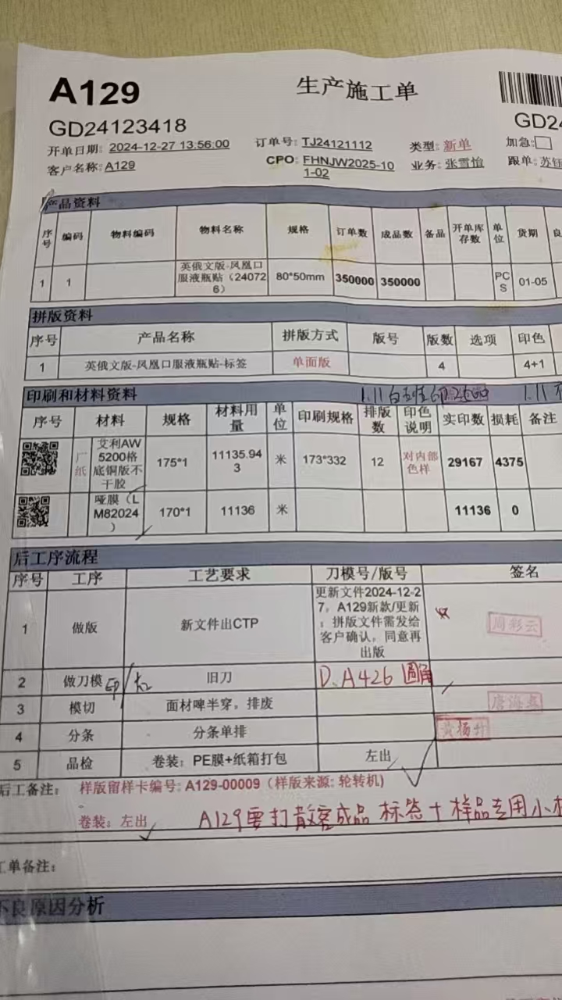 A129
生产施工单
GD24123418
GD24
开单日期: 2024-12-27 13:56:00 订单号: TJ24121112 类型: 新单 加急:
客户名称: A129 CPO: FHNJW2025-10 业务: 张雪怡 跟单: 苏钰
1-02
产品资料
序号 编码 物料编码 物料名称 规格 订单数 成品数 备品 开单库存数 单位 货期 良
1 1 英俄文版-凤凰口服液瓶贴（240726） 80*50mm 350000 350000 PCS 01-05
拼版资料
序号 产品名称 拼版方式 版号 版数 选项 印色
1 英俄文版-凤凰口服液瓶贴-标签 单面版 4 4+1
印刷和材料资料 1.11白班印 1.11
序号 材料 规格 材料用量 单位 印刷规格 排版数 印色说明 实印数 损耗 备注
厂纸 艾利AW5200格底铜版不干胶 175*1 11135.943 米 173*332 12 对内部色样 29167 4375
哑膜（LM82024） 170*1 11136 米 11136 0
后工序流程
序号 工序 工艺要求 刀模号/版号 签名
1 做版 新文件出CTP 更新文件2024-12-27，A129新款/更新；拼版文件需发给客户确认，同意再出版 周彩云
2 做刀模 旧刀 D、A426 圆角
3 模切 面材啤半穿，排废
4 分条 分条单排
5 品检 卷装：PE膜+纸箱打包 左出
后工备注: 样版留样卡编号: A129-00009（样版来源: 轮转机）
卷装：左出 A129要打散客成品标签+样品专用小
工单备注：
不良原因分析